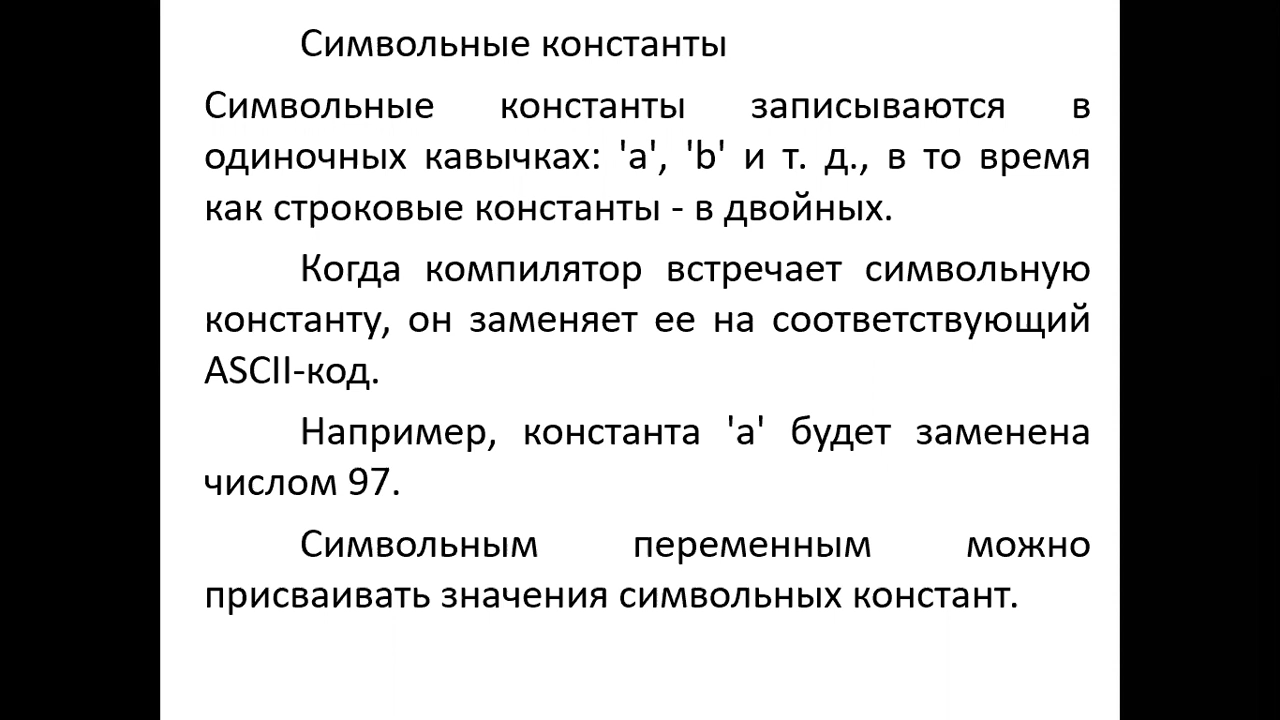 Символьные константы
Символьные константы записываются в
одиночных кавычках: 'a', 'b' и т. д., в то время
как строковые константы - в двойных.
Когда компилятор встречает символьную
константу, он заменяет ее на соответствующий
ASCII-код.
Например, константа 'a' будет заменена
числом 97.
Символьным переменным можно
присваивать значения символьных констант.